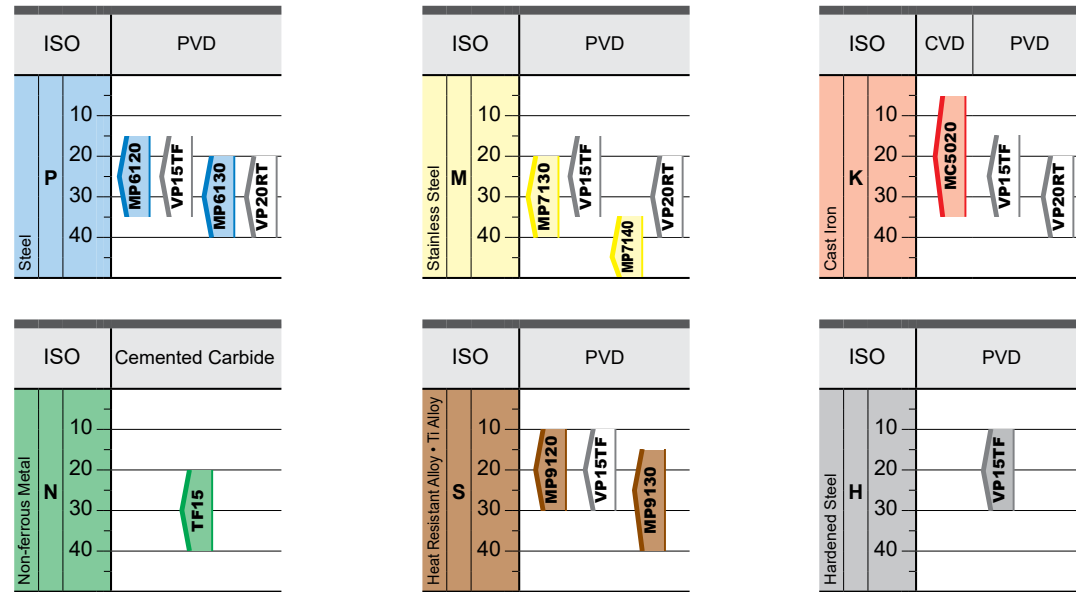 ISO PVD
Steel
P
10
20
30
40
MP6120
VP15TF
MP6130
VP20RT
ISO PVD
Stainless Steel
M
10
20
30
40
MP7130
VP15TF
MP7140
VP20RT
ISO CVD PVD
Cast Iron
K
10
20
30
40
MC5020
VP15TF
VP20RT
ISO Cemented Carbide
Non-ferrous Metal
N
10
20
30
40
TF15
ISO PVD
Heat Resistant Alloy • Ti Alloy
S
10
20
30
40
MP9120
VP15TF
MP9130
ISO PVD
Hardened Steel
H
10
20
30
40
VP15TF